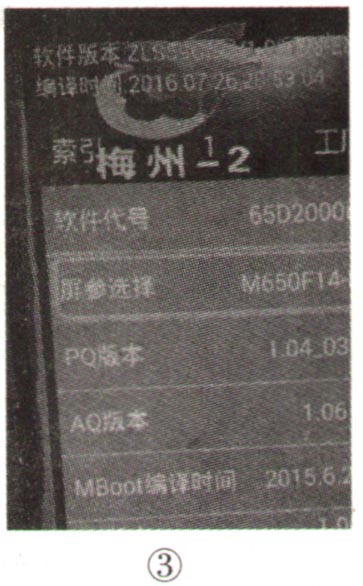 软件版本
编译时间 2016.07.26,20:53:04
索引
1
梅州 - 2
软件代号 65D2000
屏参选择 M650F14-
PQ版本 1.04_03
AQ版本 1.06
MBoot编译时间 2015.6.2
③